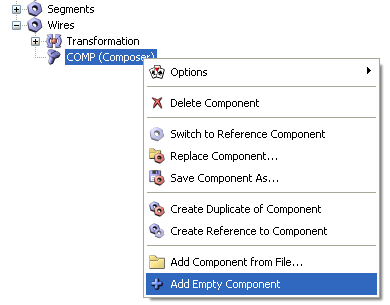 Segments
Wires
Transformation
COMP (Composer)
Options
Delete Component
Switch to Reference Component
Replace Component...
Save Component As...
Create Duplicate of Component
Create Reference to Component
Add Component from File...
Add Empty Component